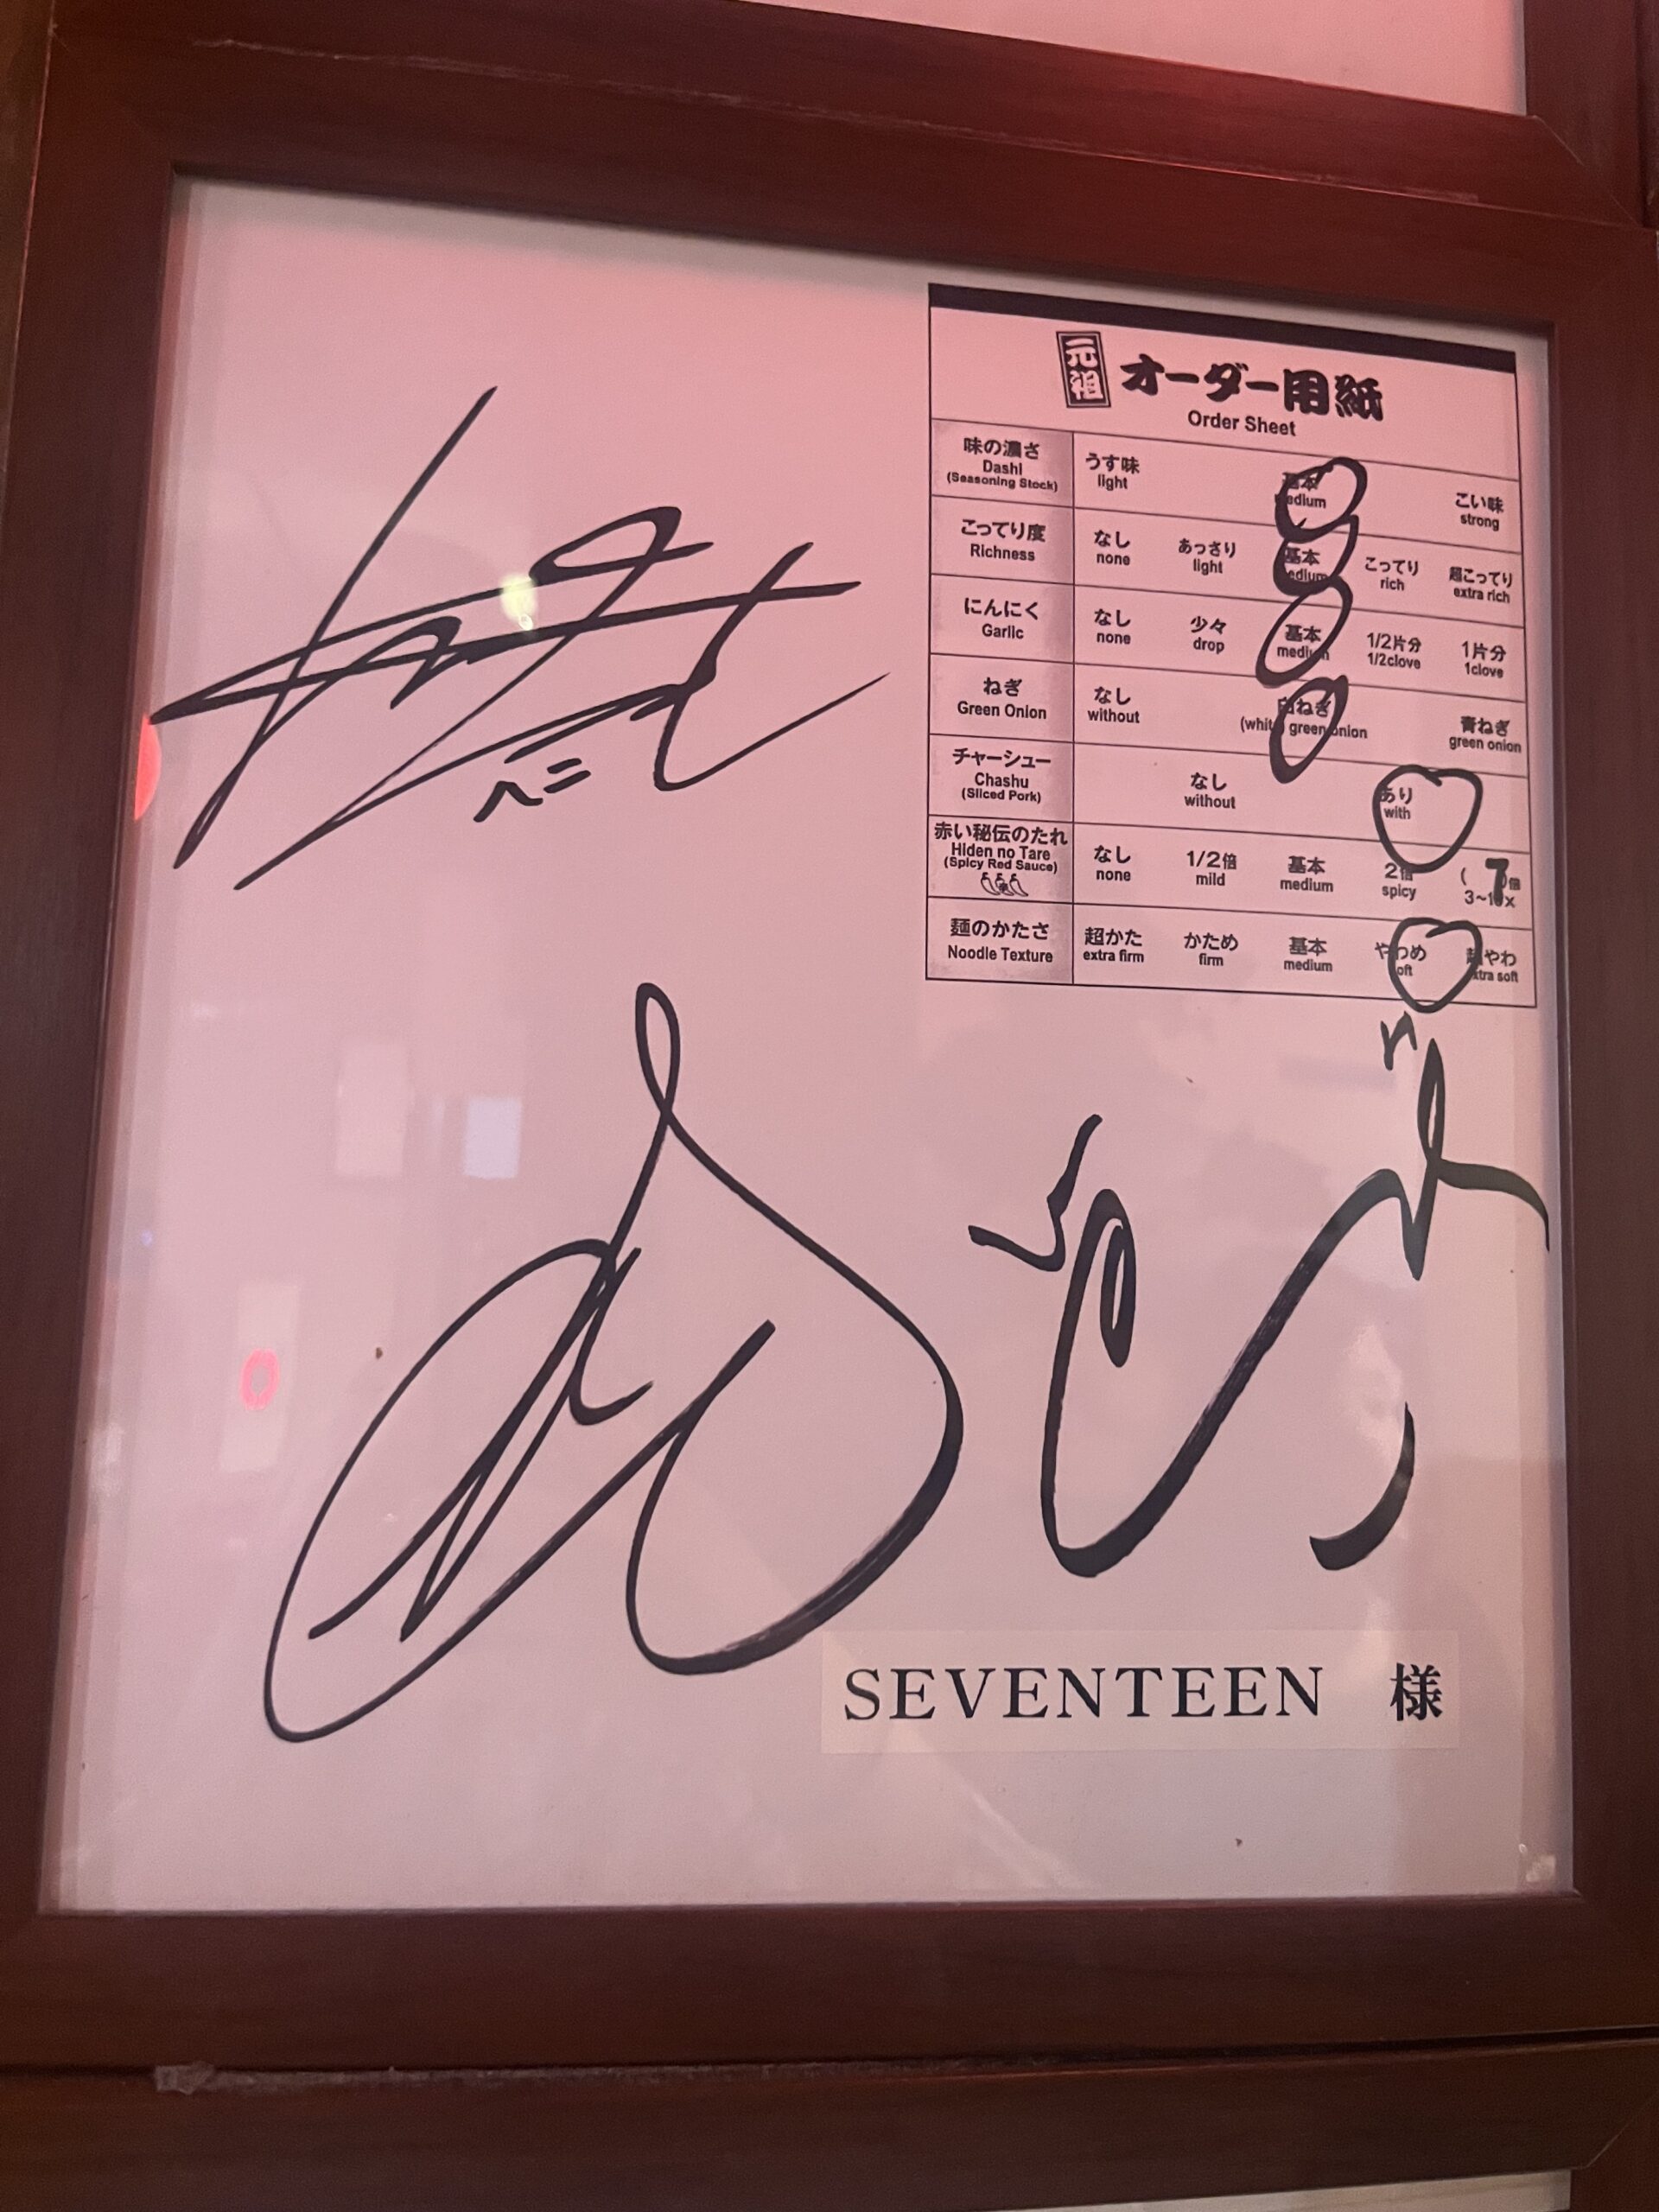 元祖 オーダー用紙
Order Sheet
味の濃さ Dashi (Seasoning Stock) うす味 light 基本 medium こい味 strong
こってり度 Richness なし none あっさり light 基本 medium こってり rich 超こってり extra rich
にんにく Garlic なし none 少々 drop 基本 medium 1/2片分 1/2clove 1片分 1clove
ねぎ Green Onion なし without 白ねぎ (white) green onion 青ねぎ green onion
チャーシュー Chashu (Sliced Pork) なし without あり with
赤い秘伝のたれ Hiden no Tare (Spicy Red Sauce) なし none 1/2倍 mild 基本 medium 2倍 spicy ( 7 )倍 3~10x
麺のかたさ Noodle Texture 超かた extra firm かため firm 基本 medium やわめ soft 超やわ extra soft
SEVENTEEN 様